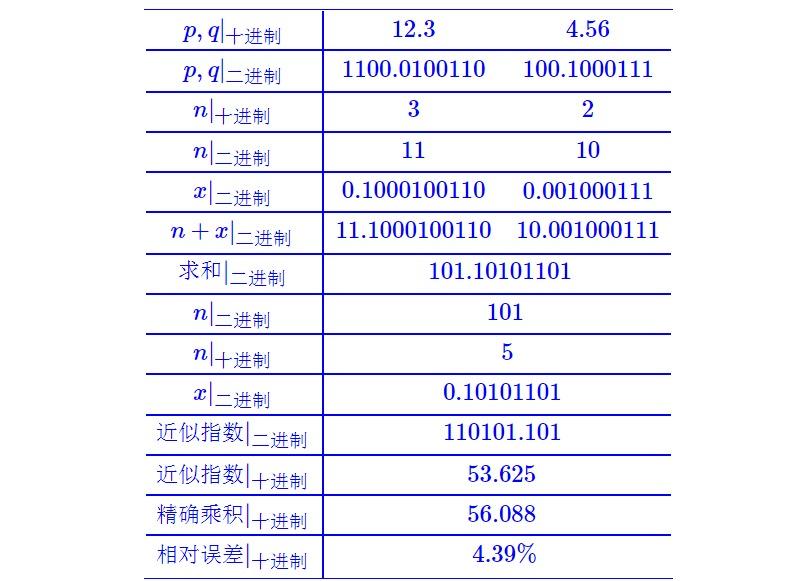 p, q|十进制 12.3 4.56
p, q|二进制 1100.0100110 100.1000111
n|十进制 3 2
n|二进制 11 10
x|二进制 0.1000100110 0.001000111
n + x|二进制 11.1000100110 10.001000111
求和|二进制 101.10101101
n|二进制 101
n|十进制 5
x|二进制 0.10101101
近似指数|二进制 110101.101
近似指数|十进制 53.625
精确乘积|十进制 56.088
相对误差|十进制 4.39%